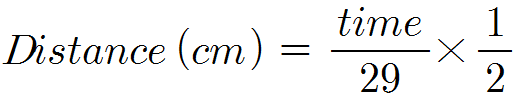 Distance (cm) = time/29 × 1/2